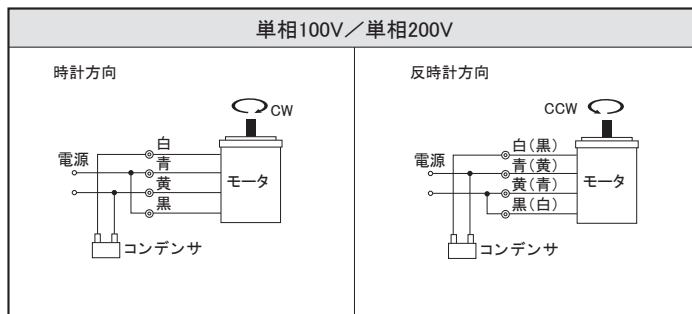 単相100V／単相200V
時計方向
CW
白
青
黄
黒
電源
モータ
コンデンサ
反時計方向
CCW
白（黒）
青（黄）
黄（青）
黒（白）
電源
モータ
コンデンサ